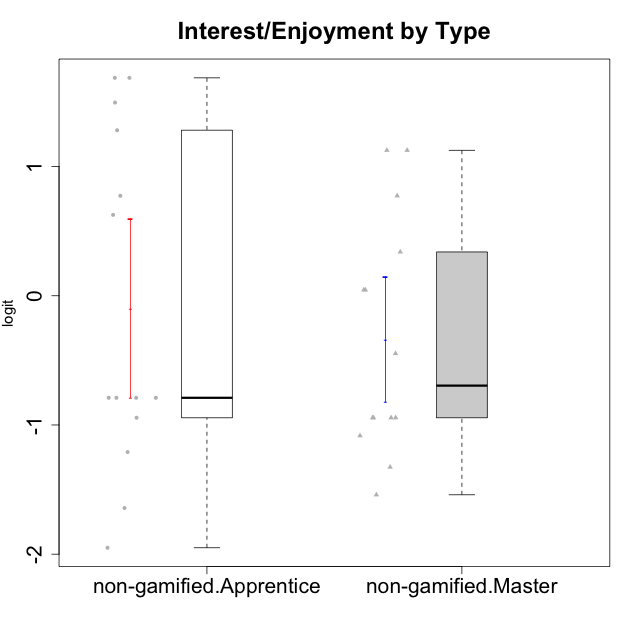 Interest/Enjoyment by Type
1
0
-1
-2
logit
non-gamified.Apprentice
non-gamified.Master